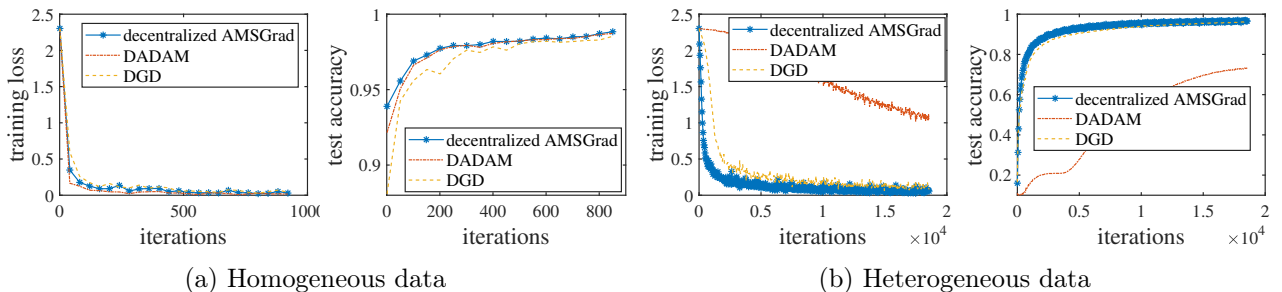 training loss
2.5
2
1.5
1
0.5
0
0
500
1000
iterations
decentralized AMSGrad
DADAM
DGD
test accuracy
1
0.95
0.9
0
200
400
600
800
iterations
decentralized AMSGrad
DADAM
DGD
(a) Homogeneous data
training loss
2.5
2
1.5
1
0.5
0
0
0.5
1
1.5
2
×10⁴
iterations
decentralized AMSGrad
DADAM
DGD
test accuracy
1
0.8
0.6
0.4
0.2
0
0.5
1
1.5
2
×10⁴
iterations
decentralized AMSGrad
DADAM
DGD
(b) Heterogeneous data